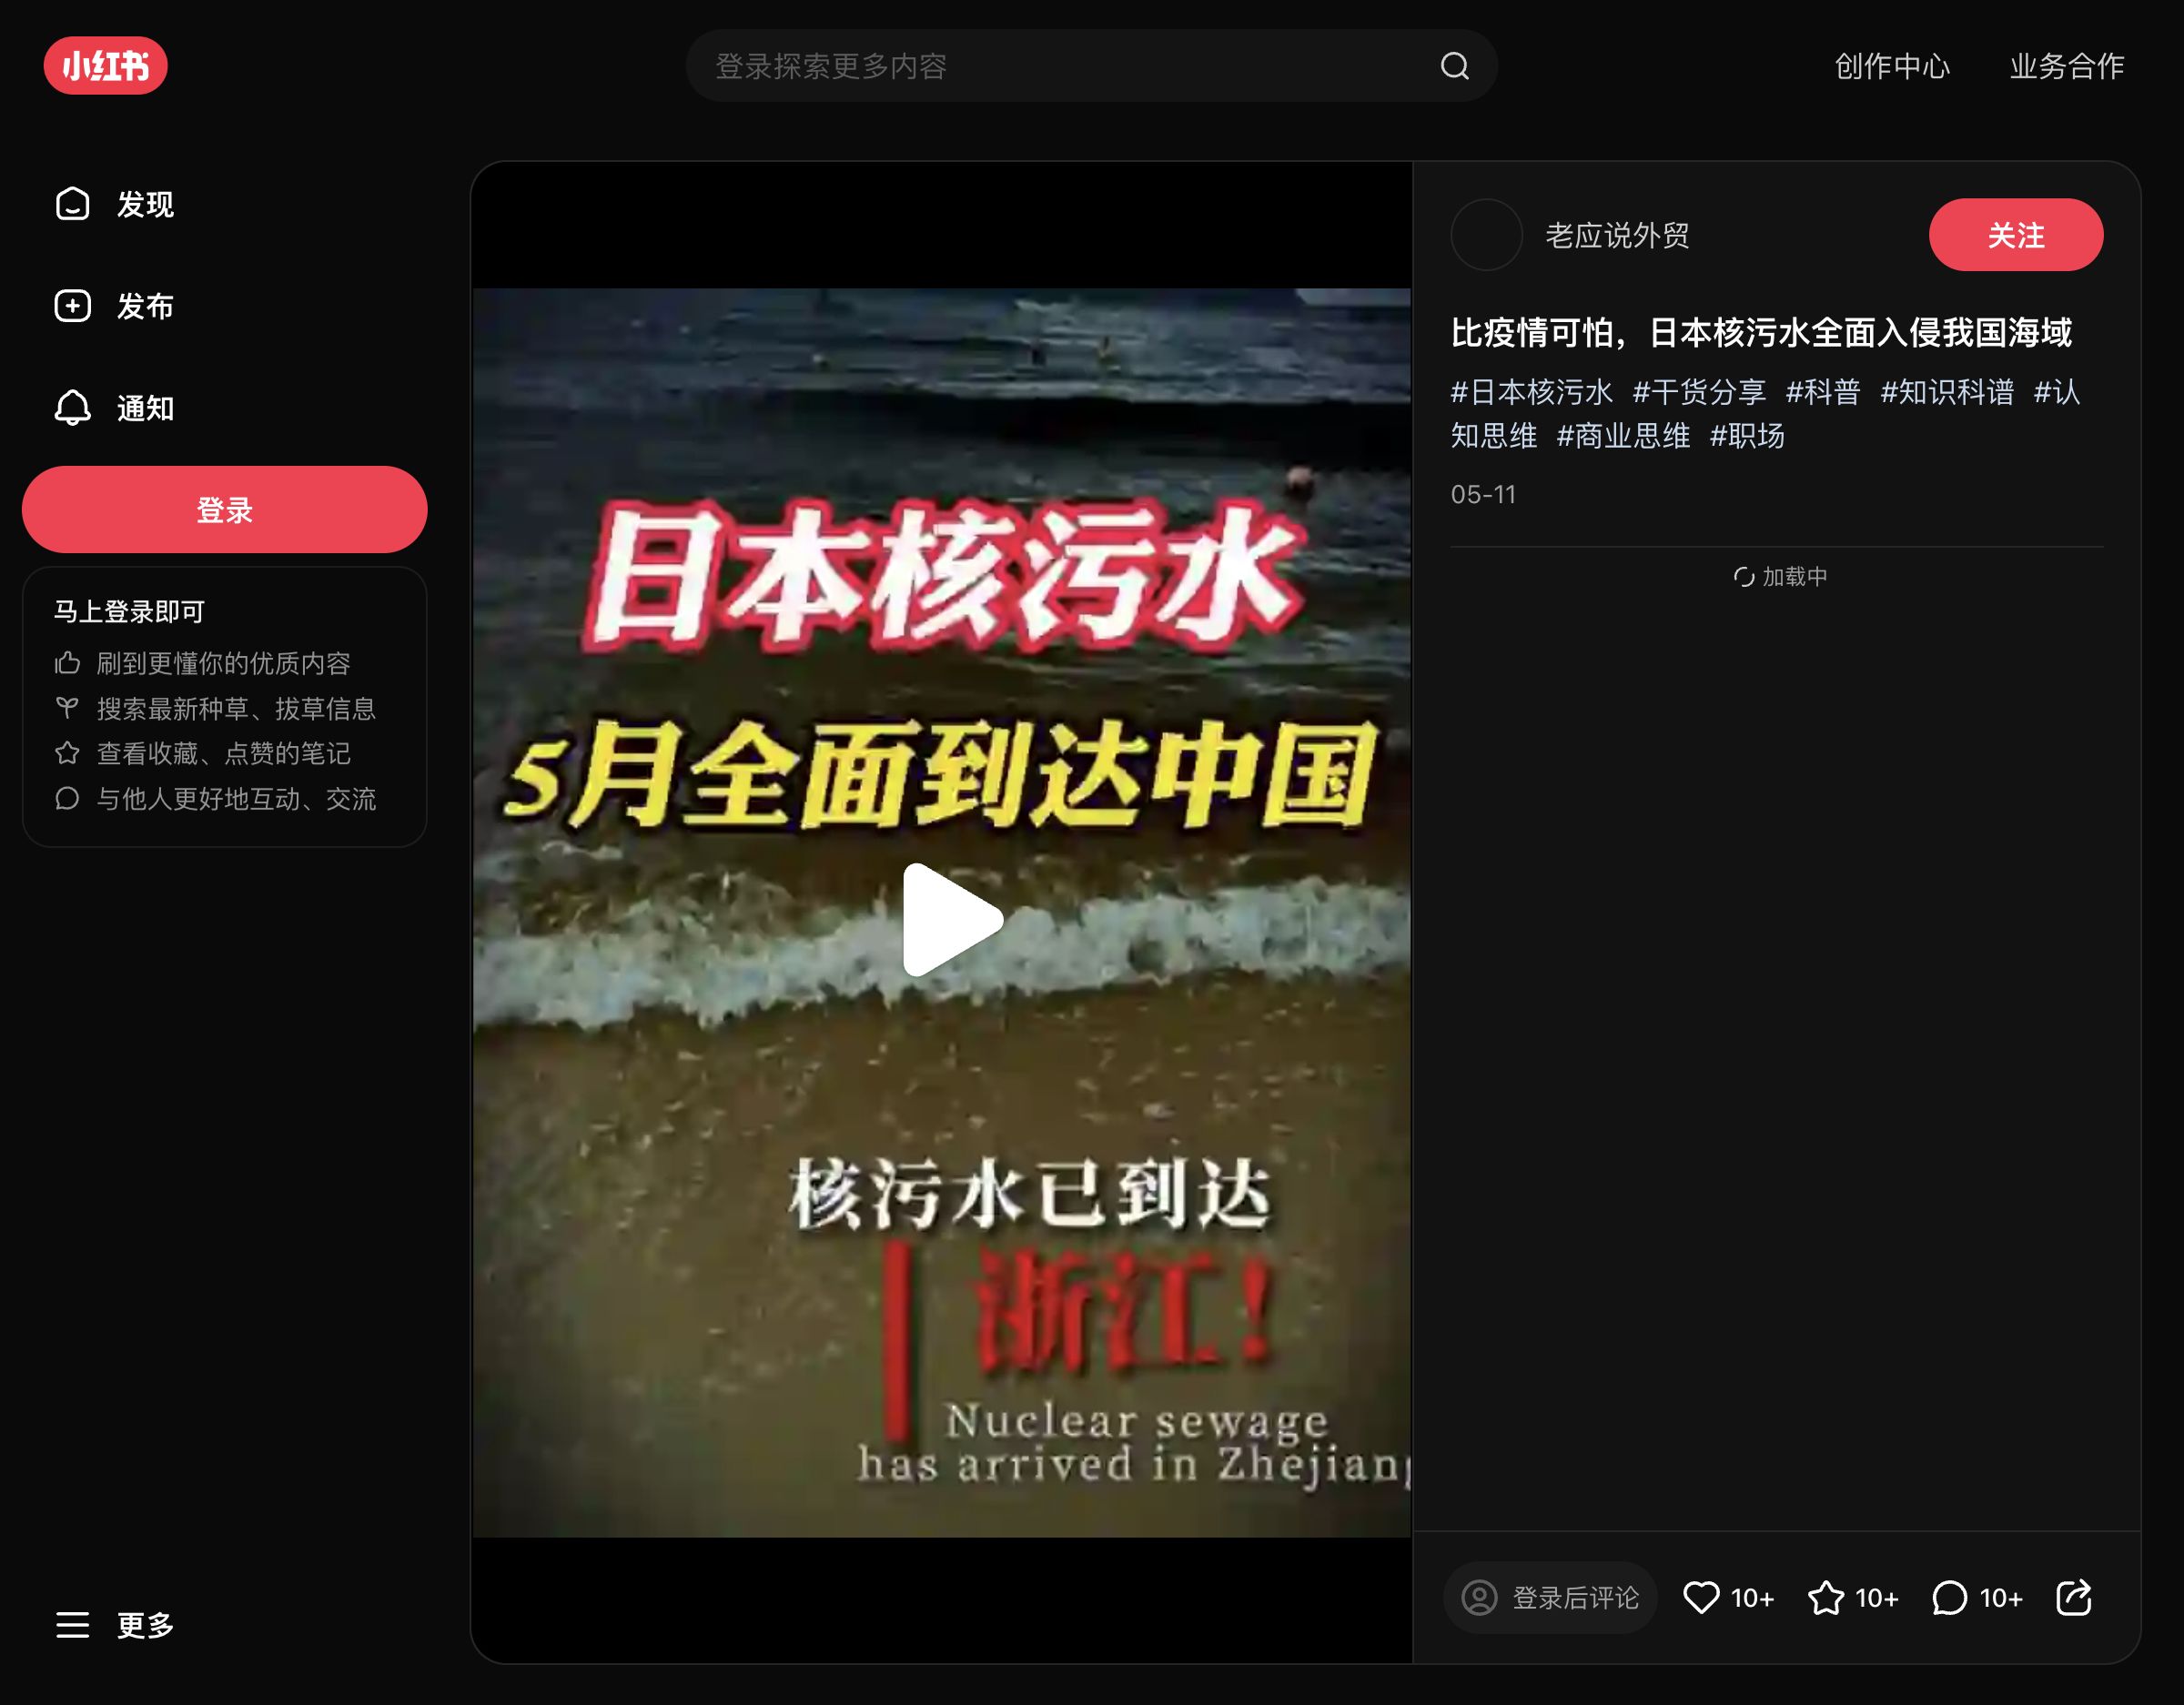 小红书
登录探索更多内容
创作中心
业务合作
发现
发布
通知
登录
马上登录即可
刷到更懂你的优质内容
搜索最新种草、拔草信息
查看收藏、点赞的笔记
与他人更好地互动、交流
更多
日本核污水
5月全面到达中国
核污水已到达
浙江!
Nuclear sewage
has arrived in Zhejiang
老应说外贸
关注
比疫情可怕，日本核污水全面入侵我国海域
#日本核污水 #干货分享 #科普 #知识科谱 #认
知思维 #商业思维 #职场
05-11
加载中
登录后评论
10+
10+
10+